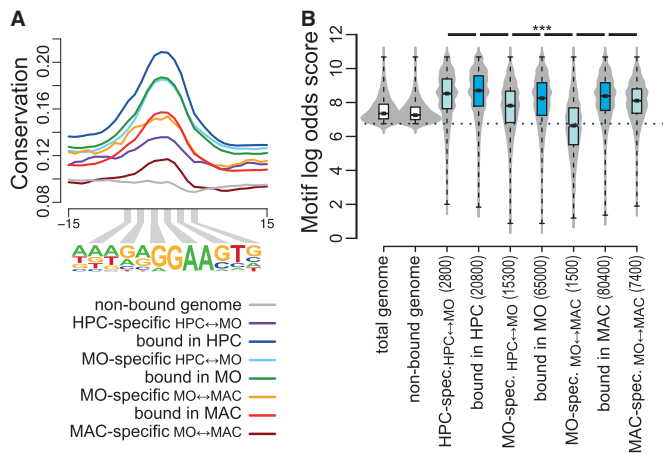 A
Conservation
0.20
0.16
0.12
0.08
-15
15
AAAGAGGAAGTG
non-bound genome
HPC-specific HPC↔MO
bound in HPC
MO-specific HPC↔MO
bound in MO
MO-specific MO↔MAC
bound in MAC
MAC-specific MO↔MAC
B
Motif log odds score
12
10
8
6
4
2
0
***
total genome
non-bound genome
HPC-spec. HPC↔MO (2800)
bound in HPC (20800)
MO-spec. HPC↔MO (15300)
bound in MO (65000)
MO-spec. MO↔MAC (1500)
bound in MAC (80400)
MAC-spec. MO↔MAC (7400)